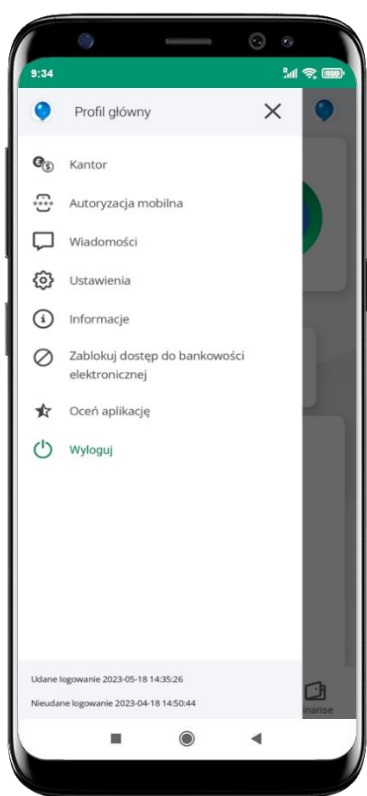 9:34
Profil główny
Kantor
Autoryzacja mobilna
Wiadomości
Ustawienia
Informacje
Zablokuj dostęp do bankowości
elektronicznej
Oceń aplikację
Wyloguj
Udane logowanie 2023-05-18 14:35:26
Nieudane logowanie 2023-04-18 14:50:44
inanse